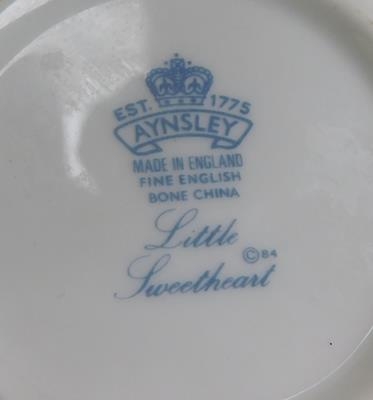 EST. 1775
AYNSLEY
MADE IN ENGLAND
FINE ENGLISH
BONE CHINA
Little
©84
Sweetheart